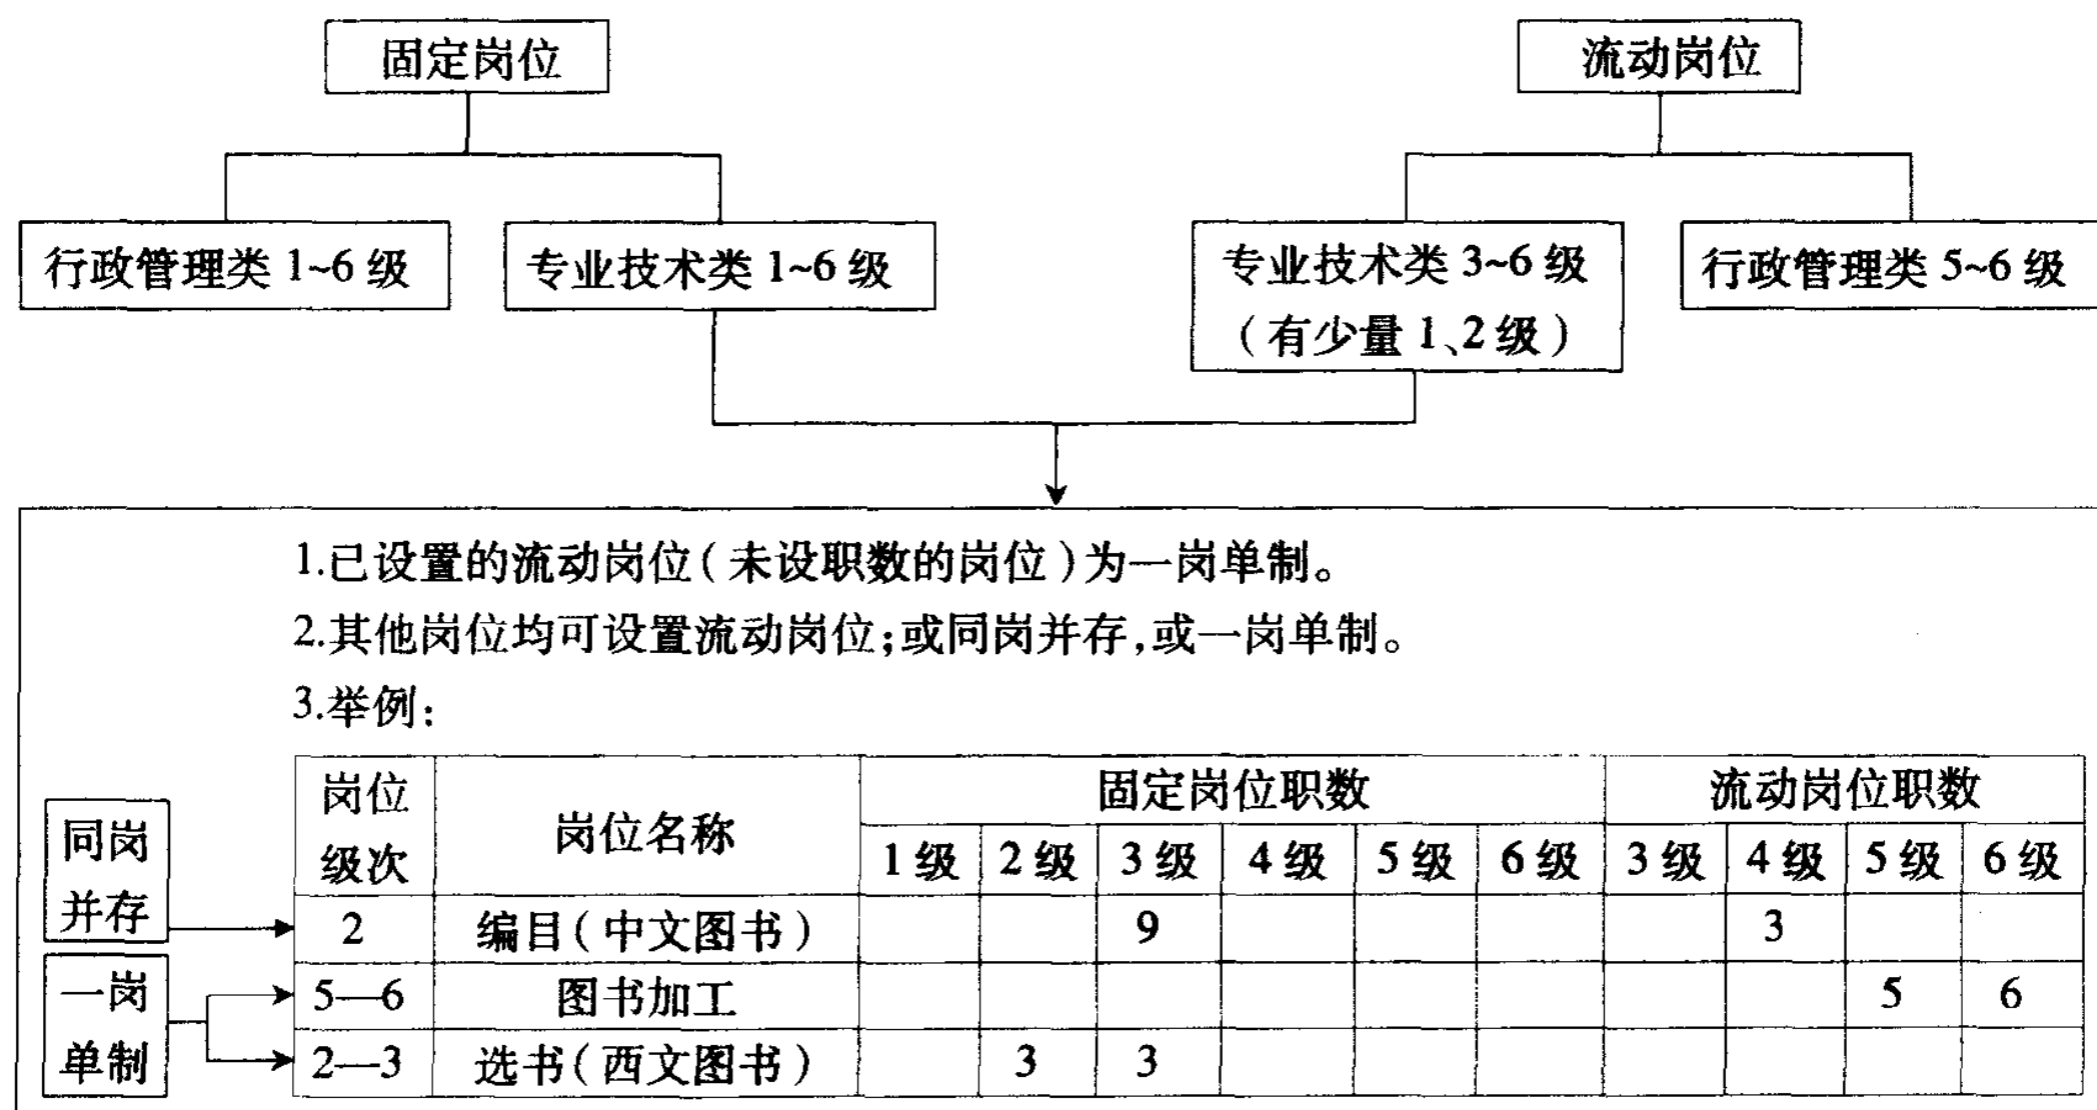 固定岗位
流动岗位
行政管理类 1~6 级
专业技术类 1~6 级
专业技术类 3~6 级
(有少量 1、2 级)
行政管理类 5~6 级
1.已设置的流动岗位(未设职数的岗位)为一岗单制。
2.其他岗位均可设置流动岗位;或同岗并存,或一岗单制。
3.举例:
同岗
并存
一岗
单制
岗位
级次
岗位名称
固定岗位职数
流动岗位职数
1 级 2 级 3 级 4 级 5 级 6 级 3 级 4 级 5 级 6 级
2 编目(中文图书) 9 3
5—6 图书加工 5 6
2—3 选书(西文图书) 3 3